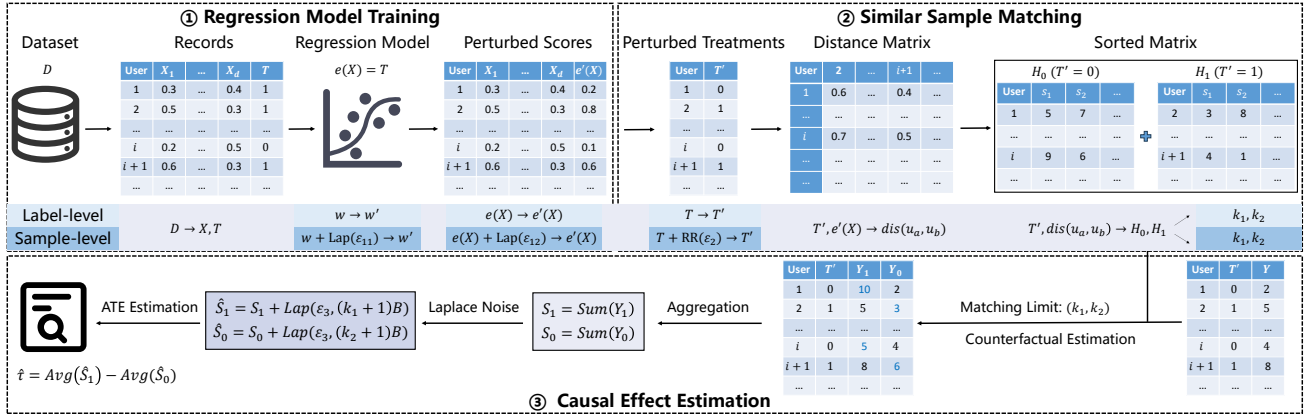 ① Regression Model Training
Dataset
D
Records
User X₁ ... X_d T
1 0.3 ... 0.4 1
2 0.5 ... 0.3 1
... ... ... ... ...
i 0.2 ... 0.5 0
i + 1 0.6 ... 0.3 1
... ... ... ... ...
Regression Model
e(X) = T
Perturbed Scores
User X₁ ... X_d e'(X)
1 0.3 ... 0.4 0.2
2 0.5 ... 0.3 0.8
... ... ... ... ...
i 0.2 ... 0.5 0.1
i + 1 0.6 ... 0.3 0.6
... ... ... ... ...
② Similar Sample Matching
Perturbed Treatments
User T'
1 0
2 1
... ...
i 0
i + 1 1
... ...
Distance Matrix
User 2 ... i+1 ...
1 0.6 ... 0.4 ...
... ... ... ... ...
i 0.7 ... 0.5 ...
... ... ... ... ...
... ... ... ... ...
Sorted Matrix
H₀ (T' = 0)
User s₁ s₂ ...
1 5 7 ...
... ... ... ...
i 9 6 ...
... ... ... ...
H₁ (T' = 1)
User s₁ s₂ ...
2 3 8 ...
... ... ... ...
i + 1 4 1 ...
... ... ... ...
Label-level
Sample-level
D → X, T
w → w'
w + Lap(ε₁₁) → w'
e(X) → e'(X)
e(X) + Lap(ε₁₂) → e'(X)
T → T'
T + RR(ε₂) → T'
T', e'(X) → dis(u_a, u_b)
T', dis(u_a, u_b) → H₀, H₁
k₁, k₂
k₁, k₂
τ̂ = Avg(Ŝ₁) − Avg(Ŝ₀)
ATE Estimation
Ŝ₁ = S₁ + Lap(ε₃, (k₁ + 1)B)
Ŝ₀ = S₀ + Lap(ε₃, (k₂ + 1)B)
Laplace Noise
S₁ = Sum(Y₁)
S₀ = Sum(Y₀)
Aggregation
User T' Y₁ Y₀
1 0 10 2
2 1 5 3
... ... ... ...
i 0 5 4
i + 1 1 8 6
... ... ... ...
Matching Limit: (k₁, k₂)
Counterfactual Estimation
User T' Y
1 0 2
2 1 5
... ... ...
i 0 4
i + 1 1 8
... ... ...
③ Causal Effect Estimation